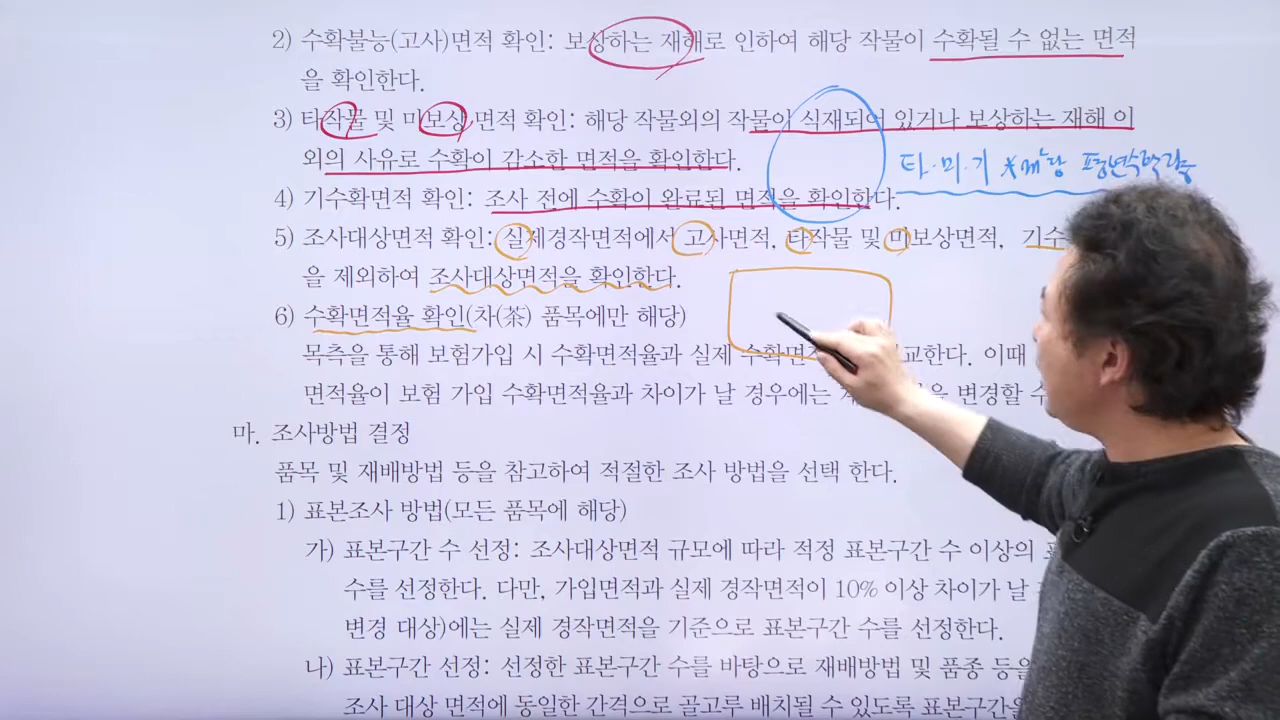 2) 수확불능(고사)면적 확인: 보상하는 재해로 인하여 해당 작물이 수확될 수 없는 면적
을 확인한다.
3) 타작물 및 미보상 면적 확인: 해당 작물외의 작물이 식재되어 있거나 보상하는 재해 이
외의 사유로 수확이 감소한 면적을 확인한다.
타·미·기 × ㎡당 평년수확량
4) 기수확면적 확인: 조사 전에 수확이 완료된 면적을 확인한다.
5) 조사대상면적 확인: 실제경작면적에서 고사면적, 타작물 및 미보상면적, 기수
을 제외하여 조사대상면적을 확인한다.
6) 수확면적율 확인(차(茶) 품목에만 해당)
목측을 통해 보험가입 시 수확면적율과 실제 수확면적 교한다. 이때
면적율이 보험 가입 수확면적율과 차이가 날 경우에는 을 변경할 수
마. 조사방법 결정
품목 및 재배방법 등을 참고하여 적절한 조사 방법을 선택 한다.
1) 표본조사 방법(모든 품목에 해당)
가) 표본구간 수 선정: 조사대상면적 규모에 따라 적정 표본구간 수 이상의
수를 선정한다. 다만, 가입면적과 실제 경작면적이 10% 이상 차이가 날
변경 대상)에는 실제 경작면적을 기준으로 표본구간 수를 선정한다.
나) 표본구간 선정: 선정한 표본구간 수를 바탕으로 재배방법 및 품종 등을
조사 대상 면적에 동일한 간격으로 골고루 배치될 수 있도록 표본구간을